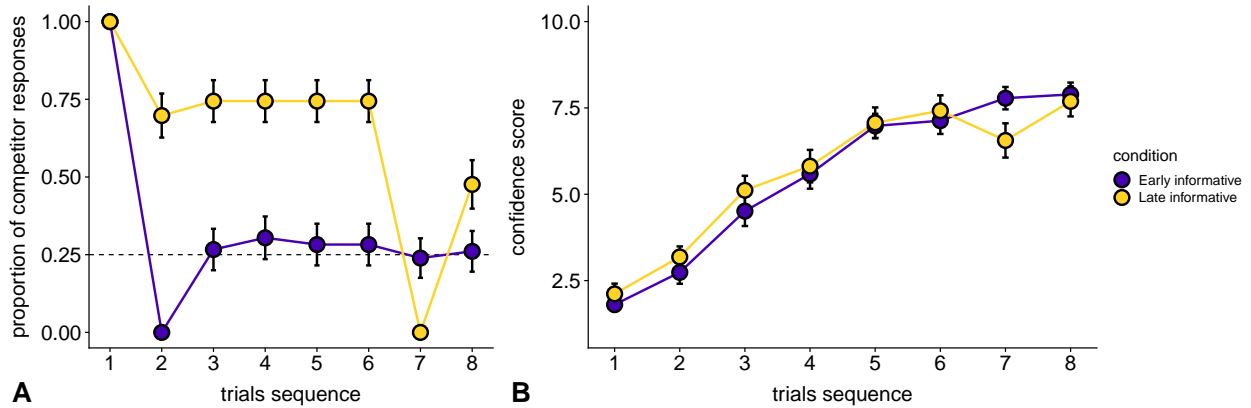 1.00
0.75
0.50
0.25
0.00
proportion of competitor responses
1 2 3 4 5 6 7 8
trials sequence
A
10.0
7.5
5.0
2.5
confidence score
1 2 3 4 5 6 7 8
trials sequence
B
condition
Early informative
Late informative